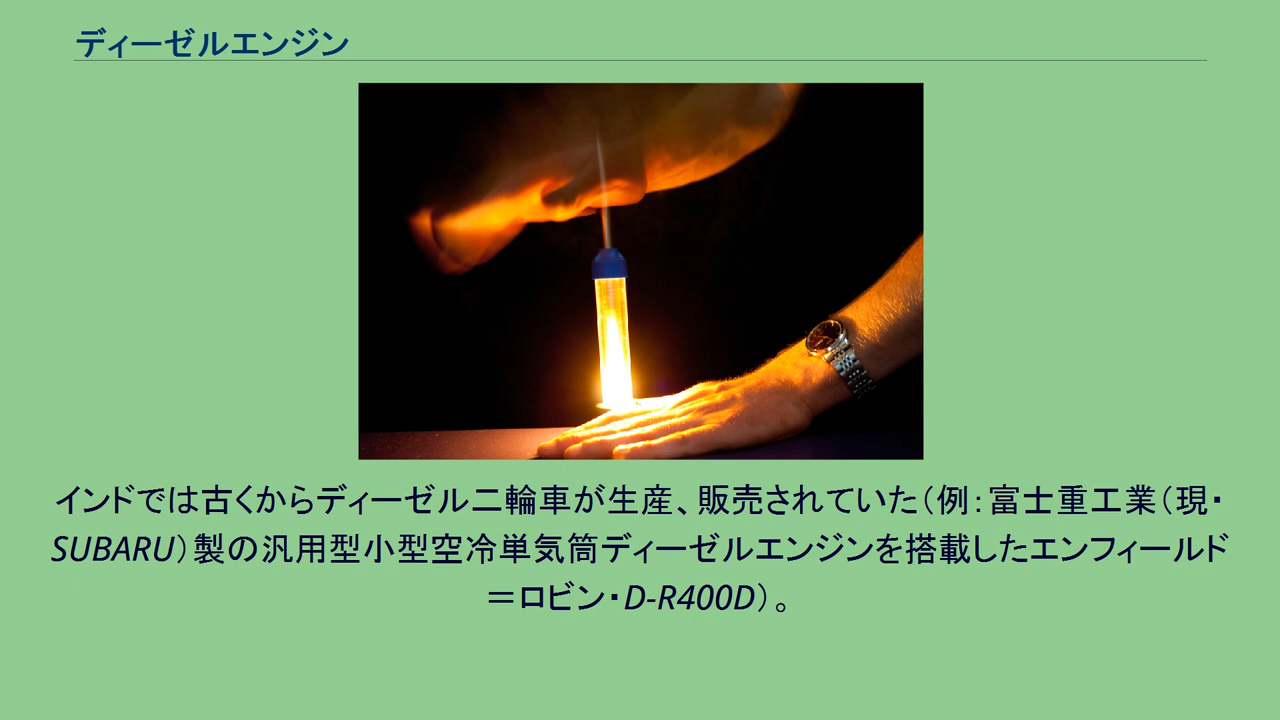 ディーゼルエンジン
インドでは古くからディーゼル二輪車が生産、販売されていた（例：富士重工業（現・
SUBARU）製の汎用型小型空冷単気筒ディーゼルエンジンを搭載したエンフィールド
＝ロビン・D-R400D）。